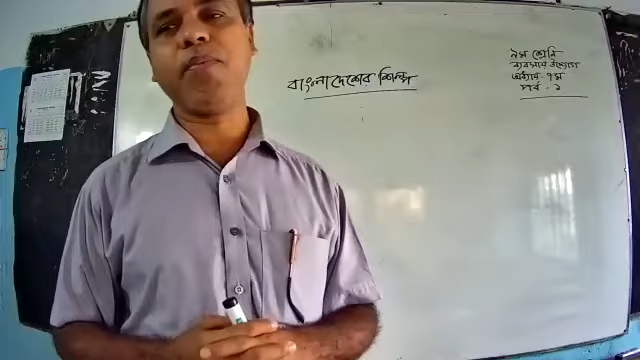 বাংলাদেশের শিল্প
৯ম শ্রেনি
ব্যবসায় উদ্যোগ
অধ্যায় ৭ম
পর্ব - ১